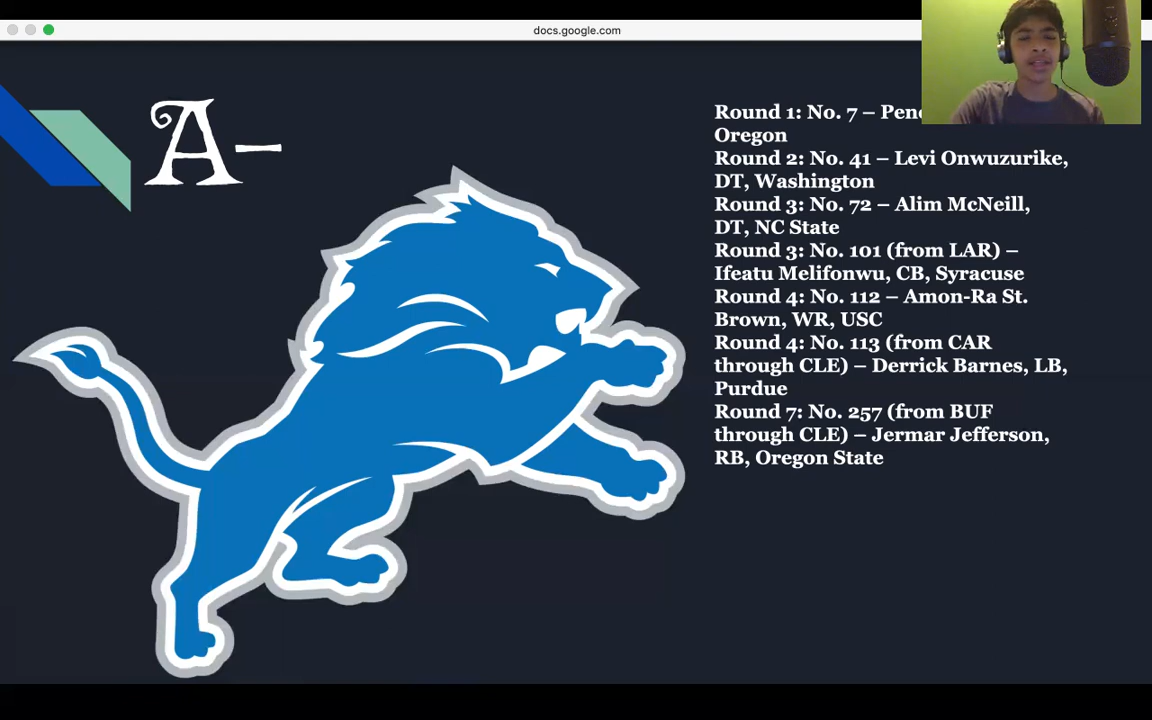 docs.google.com
A-
Round 1: No. 7 –
Oregon
Round 2: No. 41 – Levi Onwuzurike,
DT, Washington
Round 3: No. 72 – Alim McNeill,
DT, NC State
Round 3: No. 101 (from LAR) –
Ifeatu Melifonwu, CB, Syracuse
Round 4: No. 112 – Amon-Ra St.
Brown, WR, USC
Round 4: No. 113 (from CAR
through CLE) – Derrick Barnes, LB,
Purdue
Round 7: No. 257 (from BUF
through CLE) – Jermar Jefferson,
RB, Oregon State